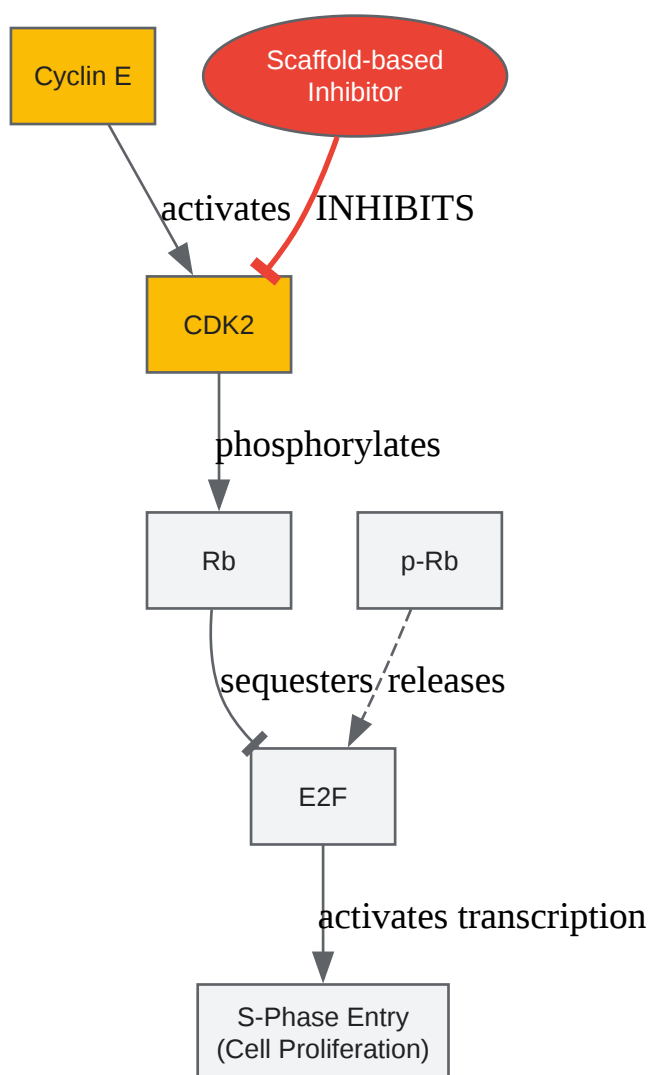 Cyclin E
Scaffold-based
Inhibitor
activates
INHIBITS
CDK2
phosphorylates
Rb
p-Rb
sequesters
releases
E2F
activates transcription
S-Phase Entry
(Cell Proliferation)